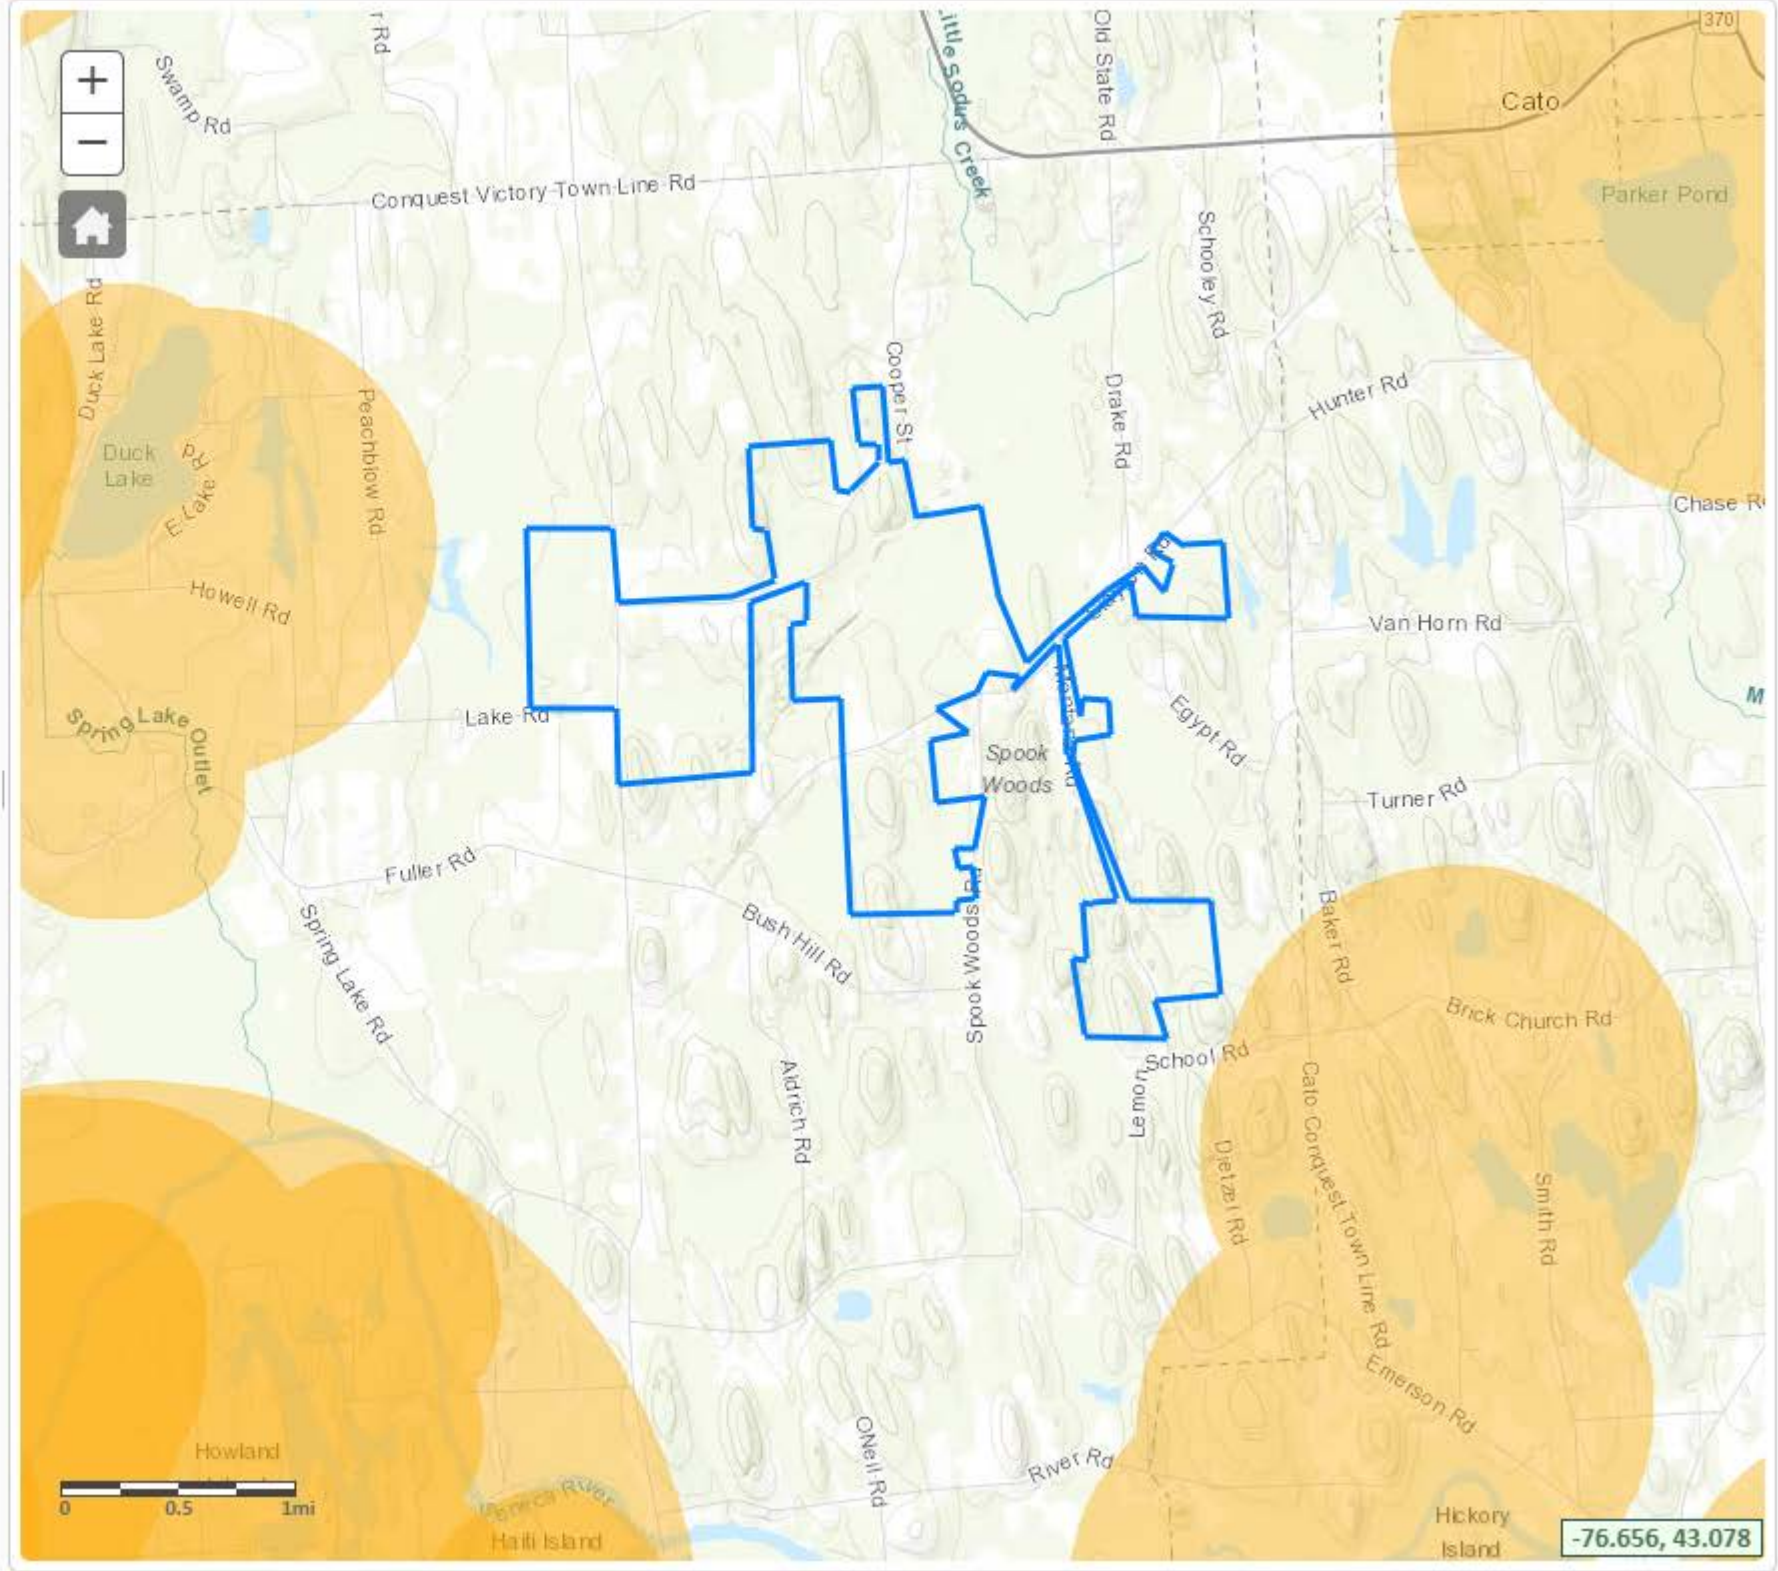 370
r Rd
Old State Rd
Little Sodus Creek
Swamp Rd
+
−
Cato
Parker Pond
Conquest Victory Town Line Rd
Schooley Rd
Duck Lake Rd
Cooper St
Drake Rd
Hunter Rd
Peachblow Rd
Duck
Lake
E Lake Rd
Chase R
Howell Rd
Van Horn Rd
M
Spring Lake Outlet
Lake Rd
Egypt Rd
Spook
Woods
Rd
Turner Rd
Fuller Rd
Bush Hill Rd
Spook Woods Rd
Baker Rd
Spring Lake Rd
Brick Church Rd
School Rd
Lemon
Aldrich Rd
Cato Conquest Town Line Rd
Dietzel Rd
Smith Rd
Emerson Rd
ONeil Rd
River Rd
Howland
0 0.5 1mi
Seneca River
Haiti Island
Hickory
Island
-76.656, 43.078